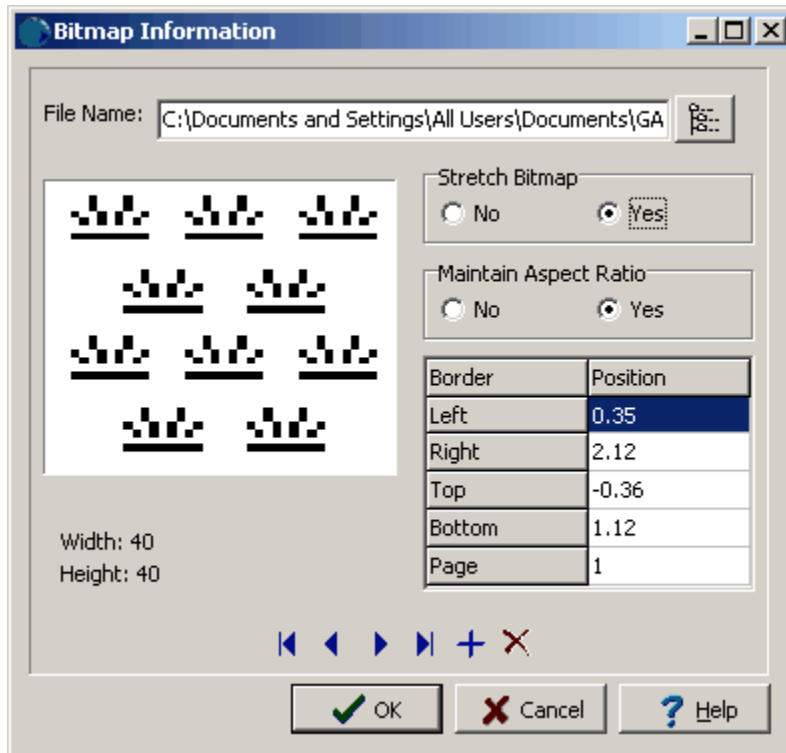 Bitmap Information
File Name: C:\Documents and Settings\All Users\Documents\GA
Stretch Bitmap
No Yes
Maintain Aspect Ratio
No Yes
Border Position
Left 0.35
Right 2.12
Top -0.36
Bottom 1.12
Page 1
Width: 40
Height: 40
OK Cancel ? Help